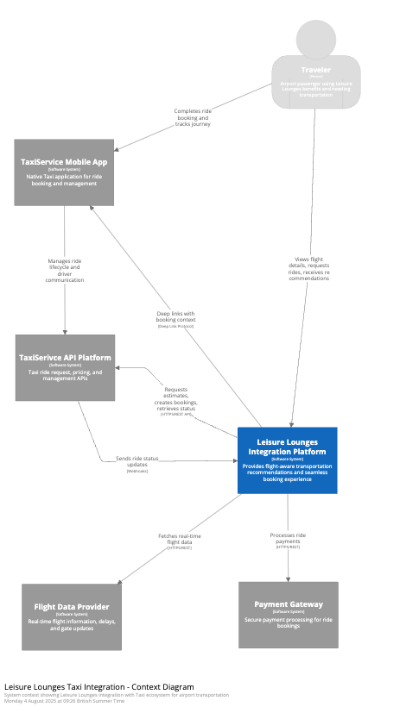 Traveler
[Person]
Airport passenger using Leisure
Lounges benefits and needing
transportation
Completes ride
booking and
tracks journey
TaxiService Mobile App
[Software System]
Native Taxi application for ride
booking and management
Manages ride
lifecycle and
driver
communication
Views flight
details, requests
rides, receives re
commendations
Deep links with
booking context
[Deep Link Protocol]
TaxiSerivce API Platform
[Software System]
Taxi ride request, pricing, and
management APIs
Requests
estimates,
creates bookings,
retrieves status
[HTTPS/REST API]
Leisure Lounges
Integration Platform
[Software System]
Provides flight-aware transportation
recommendations and seamless
booking experience
Sends ride status
updates
[Webhooks]
Fetches real-time
flight data
[HTTPS/REST]
Processes ride
payments
[HTTPS/REST]
Flight Data Provider
[Software System]
Real-time flight information, delays,
and gate updates
Payment Gateway
[Software System]
Secure payment processing for ride
bookings
Leisure Lounges Taxi Integration - Context Diagram
System context showing Leisure Lounges integration with Taxi ecosystem for airport transportation
Monday 4 August 2025 at 09:26 British Summer Time